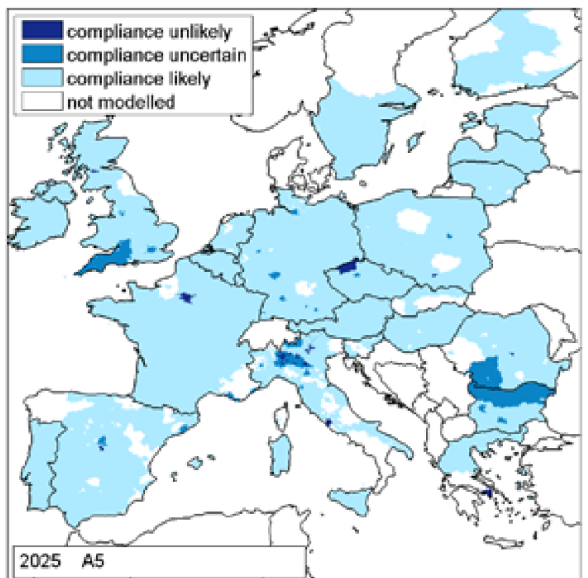 compliance unlikely
compliance uncertain
compliance likely
not modelled
2025 A5